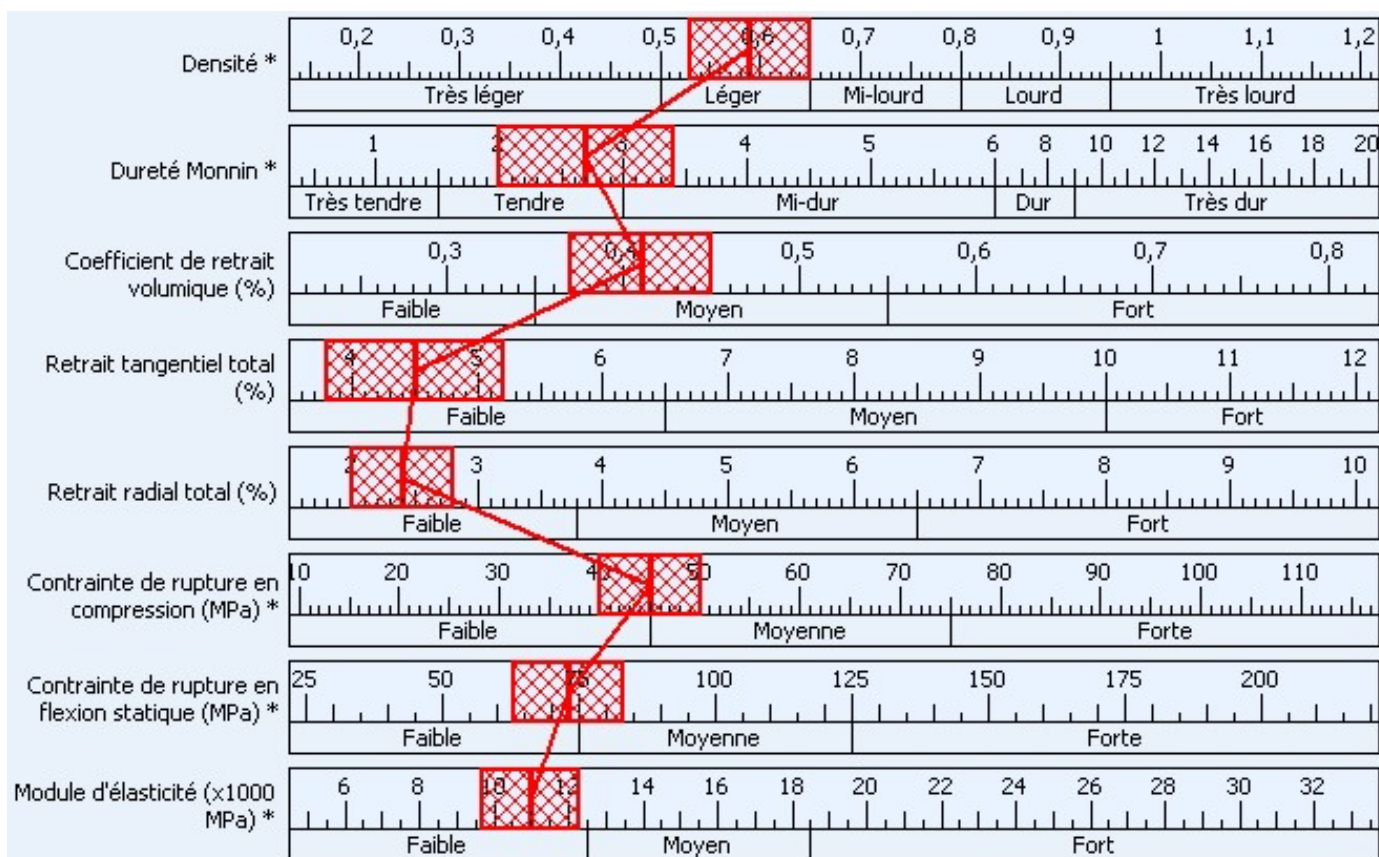 0,2 0,3 0,4 0,5 0,6 0,7 0,8 0,9 1 1,1 1,2
Densité *
Très léger Léger Mi-lourd Lourd Très lourd
1 2 3 4 5 6 8 10 12 14 16 18 20
Dureté Monnin *
Très tendre Tendre Mi-dur Dur Très dur
0,3 0,4 0,5 0,6 0,7 0,8
Coefficient de retrait
volumique (%)
Faible Moyen Fort
4 5 6 7 8 9 10 11 12
Retrait tangentiel total
(%)
Faible Moyen Fort
2 3 4 5 6 7 8 9 10
Retrait radial total (%)
Faible Moyen Fort
10 20 30 40 50 60 70 80 90 100 110
Contrainte de rupture en
compression (MPa) *
Faible Moyenne Forte
25 50 75 100 125 150 175 200
Contrainte de rupture en
flexion statique (MPa) *
Faible Moyenne Forte
6 8 10 12 14 16 18 20 22 24 26 28 30 32
Module d'élasticité (x1000
MPa) *
Faible Moyen Fort